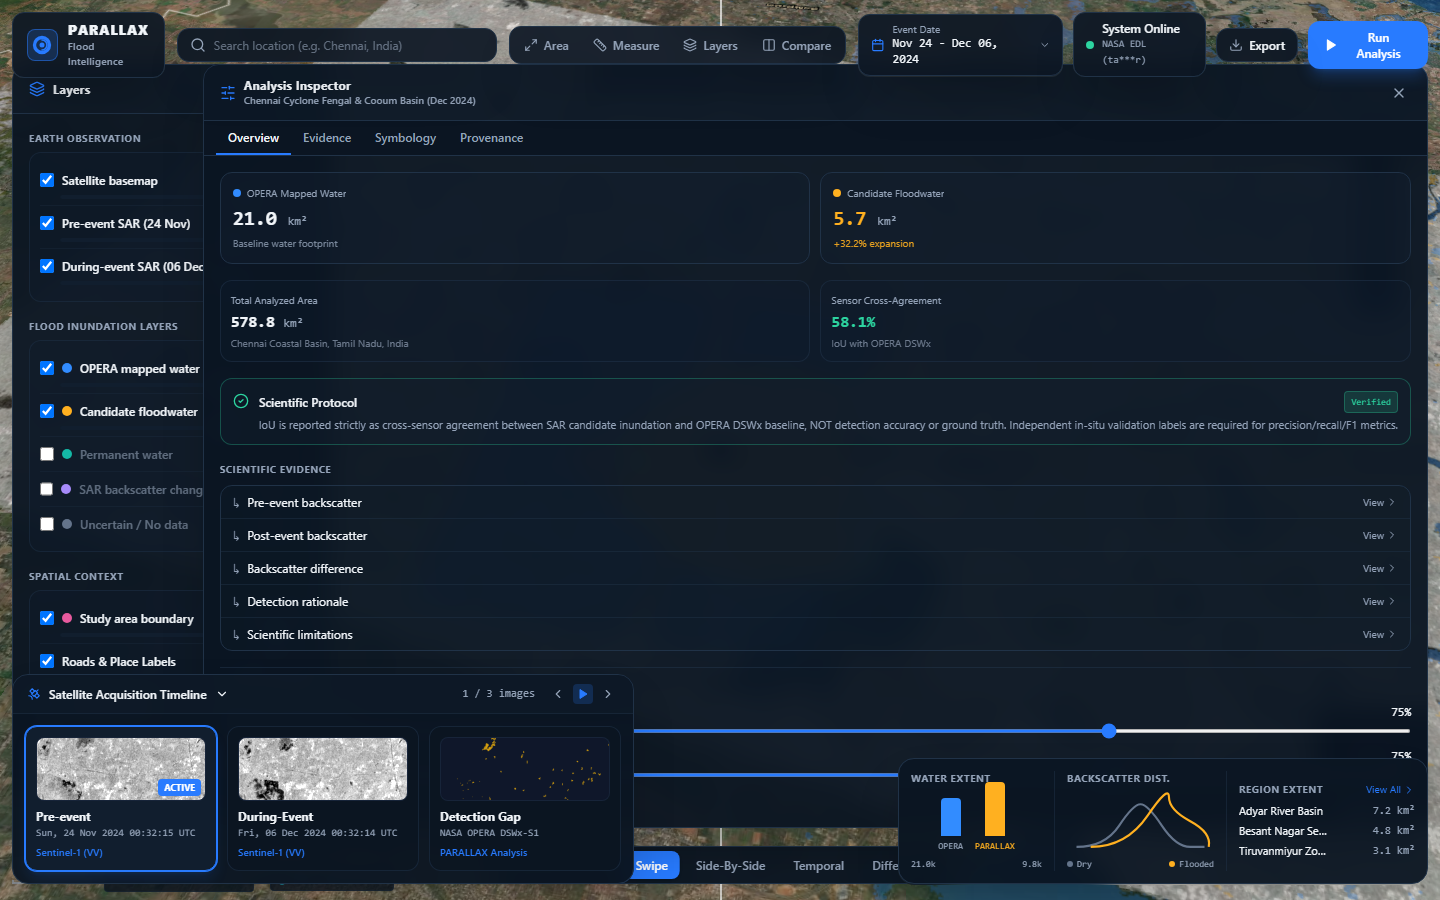 PARALLAX
Flood
Intelligence
Search location (e.g. Chennai, India)
Area
Measure
Layers
Compare
Event Date
Nov 24 - Dec 06,
2024
System Online
NASA EDL
(ta***r)
Export
Run
Analysis
Layers
Analysis Inspector
Chennai Cyclone Fengal & Cooum Basin (Dec 2024)
Overview
Evidence
Symbology
Provenance
EARTH OBSERVATION
Satellite basemap
Pre-event SAR (24 Nov)
During-event SAR (06 Dec
FLOOD INUNDATION LAYERS
OPERA mapped water
Candidate floodwater
Permanent water
SAR backscatter chang
Uncertain / No data
SPATIAL CONTEXT
Study area boundary
Roads & Place Labels
OPERA Mapped Water
21.0 km²
Baseline water footprint
Candidate Floodwater
5.7 km²
+32.2% expansion
Total Analyzed Area
578.8 km²
Chennai Coastal Basin, Tamil Nadu, India
Sensor Cross-Agreement
58.1%
IoU with OPERA DSWx
Scientific Protocol
Verified
IoU is reported strictly as cross-sensor agreement between SAR candidate inundation and OPERA DSWx baseline, NOT detection accuracy or ground truth. Independent in-situ validation labels are required for precision/recall/F1 metrics.
SCIENTIFIC EVIDENCE
↳ Pre-event backscatter View
↳ Post-event backscatter View
↳ Backscatter difference View
↳ Detection rationale View
↳ Scientific limitations View
75%
75%
Satellite Acquisition Timeline
1 / 3 images
ACTIVE
Pre-event
Sun, 24 Nov 2024 00:32:15 UTC
Sentinel-1 (VV)
During-Event
Fri, 06 Dec 2024 00:32:14 UTC
Sentinel-1 (VV)
Detection Gap
NASA OPERA DSWx-S1
PARALLAX Analysis
Swipe
Side-By-Side
Temporal
Diffe
WATER EXTENT
OPERA
PARALLAX
21.0k
9.8k
BACKSCATTER DIST.
Dry
Flooded
REGION EXTENT
View All
Adyar River Basin 7.2 km²
Besant Nagar Se... 4.8 km²
Tiruvanmiyur Zo... 3.1 km²